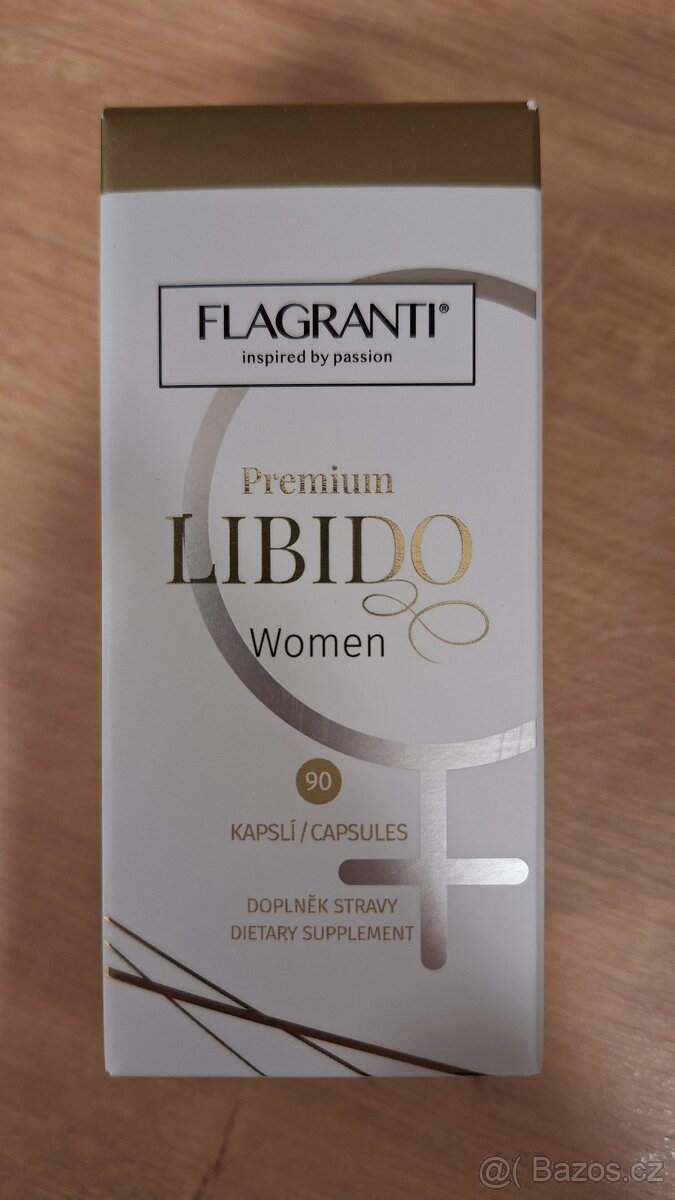 FLAGRANTI®
inspired by passion
Premium
LIBIDO
Women
90
KAPSLÍ / CAPSULES
DOPLNĚK STRAVY
DIETARY SUPPLEMENT
@( Bazos.cz